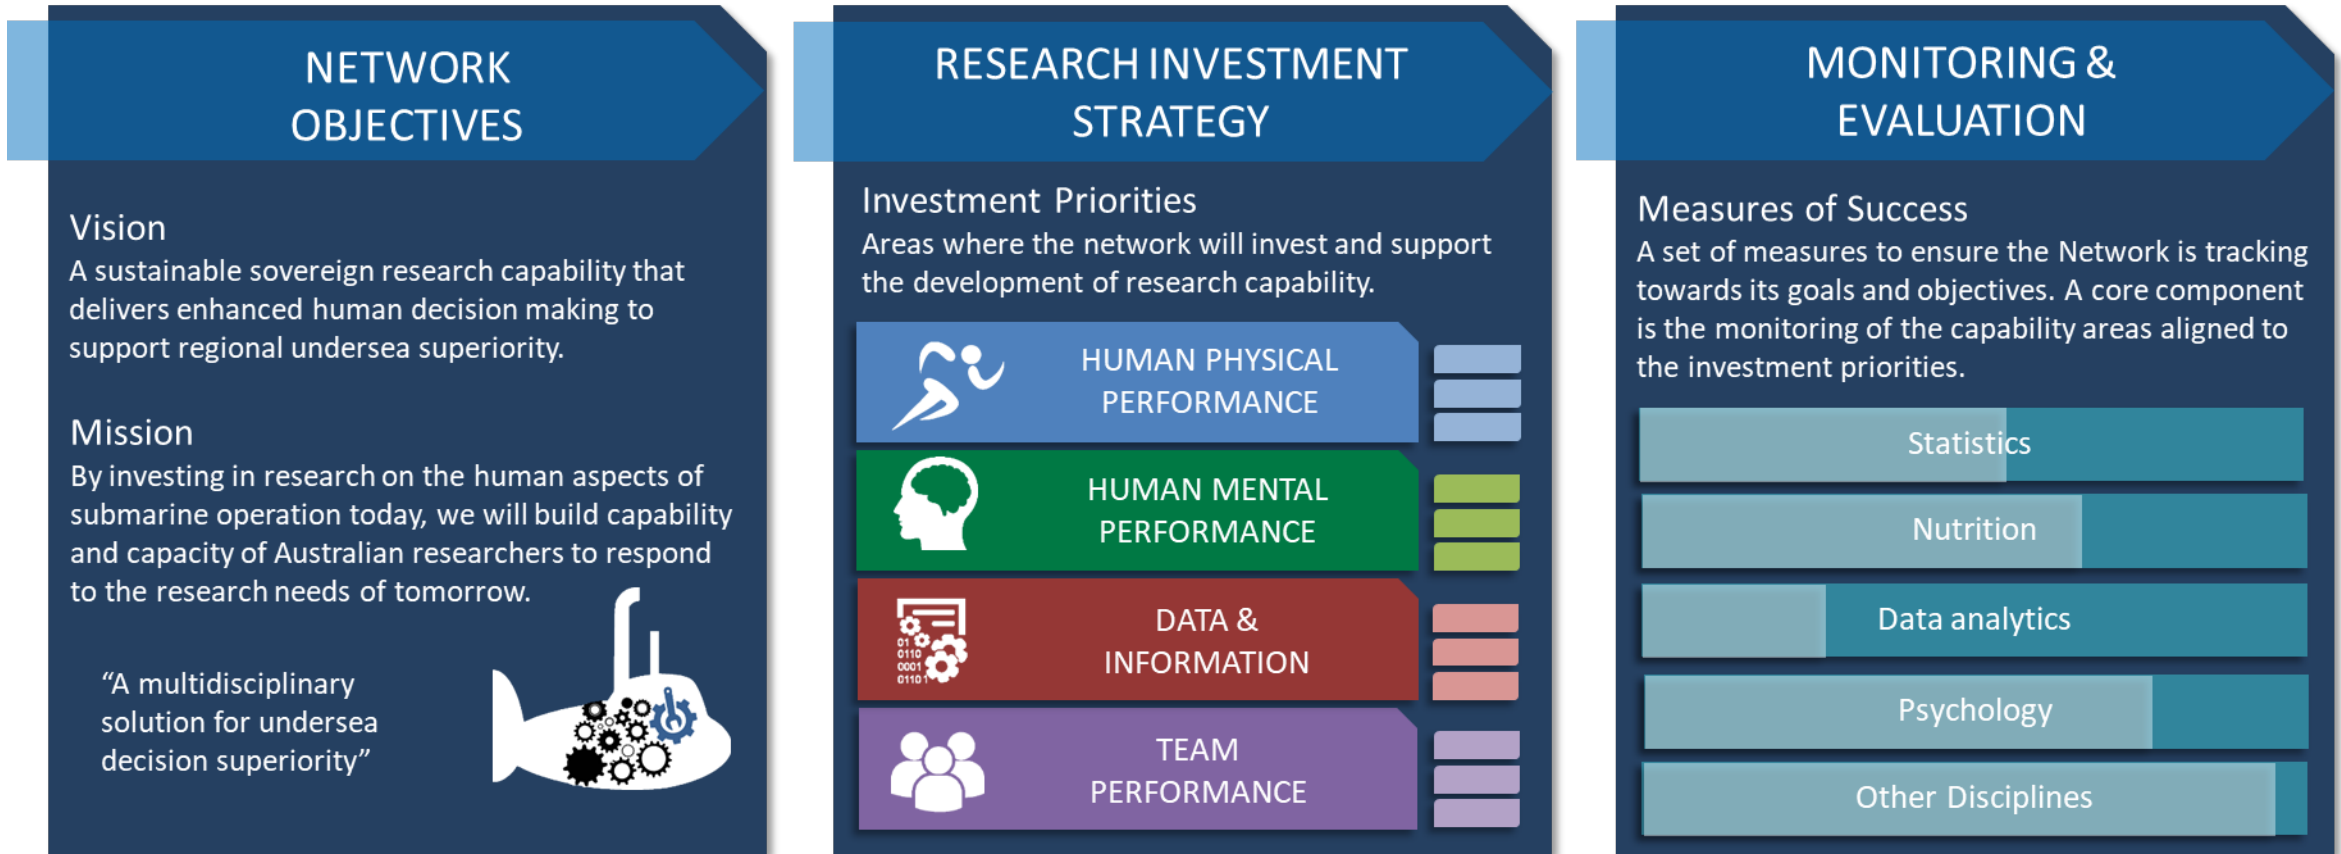 NETWORK
OBJECTIVES
Vision
A sustainable sovereign research capability that
delivers enhanced human decision making to
support regional undersea superiority.
Mission
By investing in research on the human aspects of
submarine operation today, we will build capability
and capacity of Australian researchers to respond
to the research needs of tomorrow.
“A multidisciplinary
solution for undersea
decision superiority”
RESEARCH INVESTMENT
STRATEGY
Investment Priorities
Areas where the network will invest and support
the development of research capability.
HUMAN PHYSICAL
PERFORMANCE
HUMAN MENTAL
PERFORMANCE
01
0110
0001
01101
DATA &
INFORMATION
TEAM
PERFORMANCE
MONITORING &
EVALUATION
Measures of Success
A set of measures to ensure the Network is tracking
towards its goals and objectives. A core component
is the monitoring of the capability areas aligned to
the investment priorities.
Statistics
Nutrition
Data analytics
Psychology
Other Disciplines